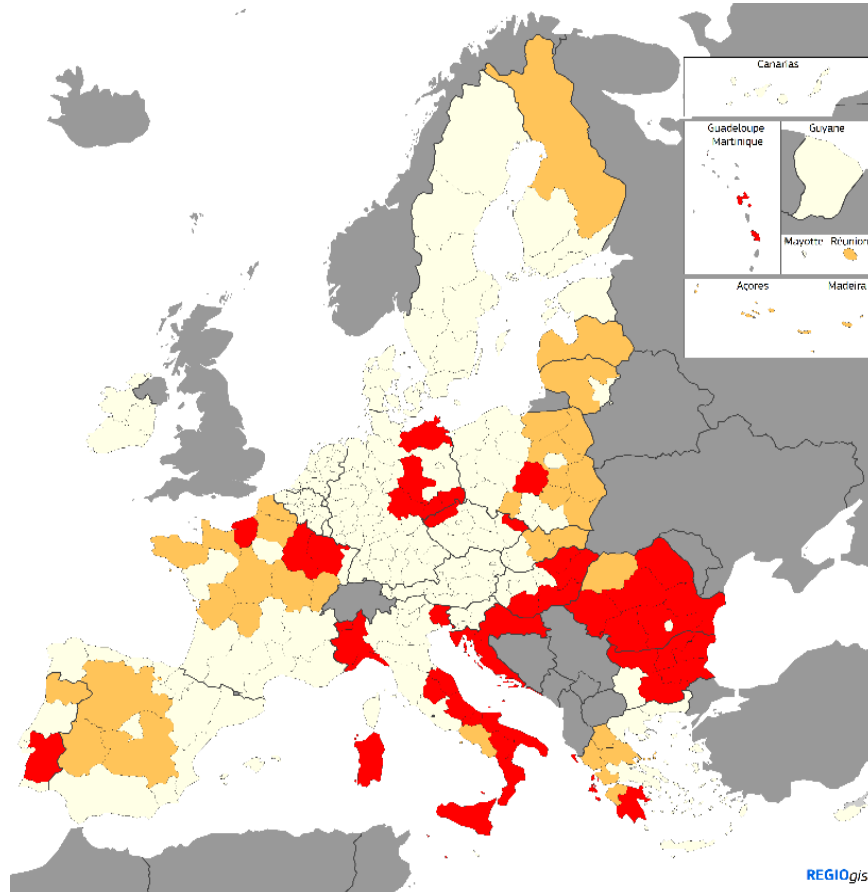 Canarias
Guadeloupe
Martinique
Guyane
Mayotte
Réunion
Açores
Madeira
REGIOgis